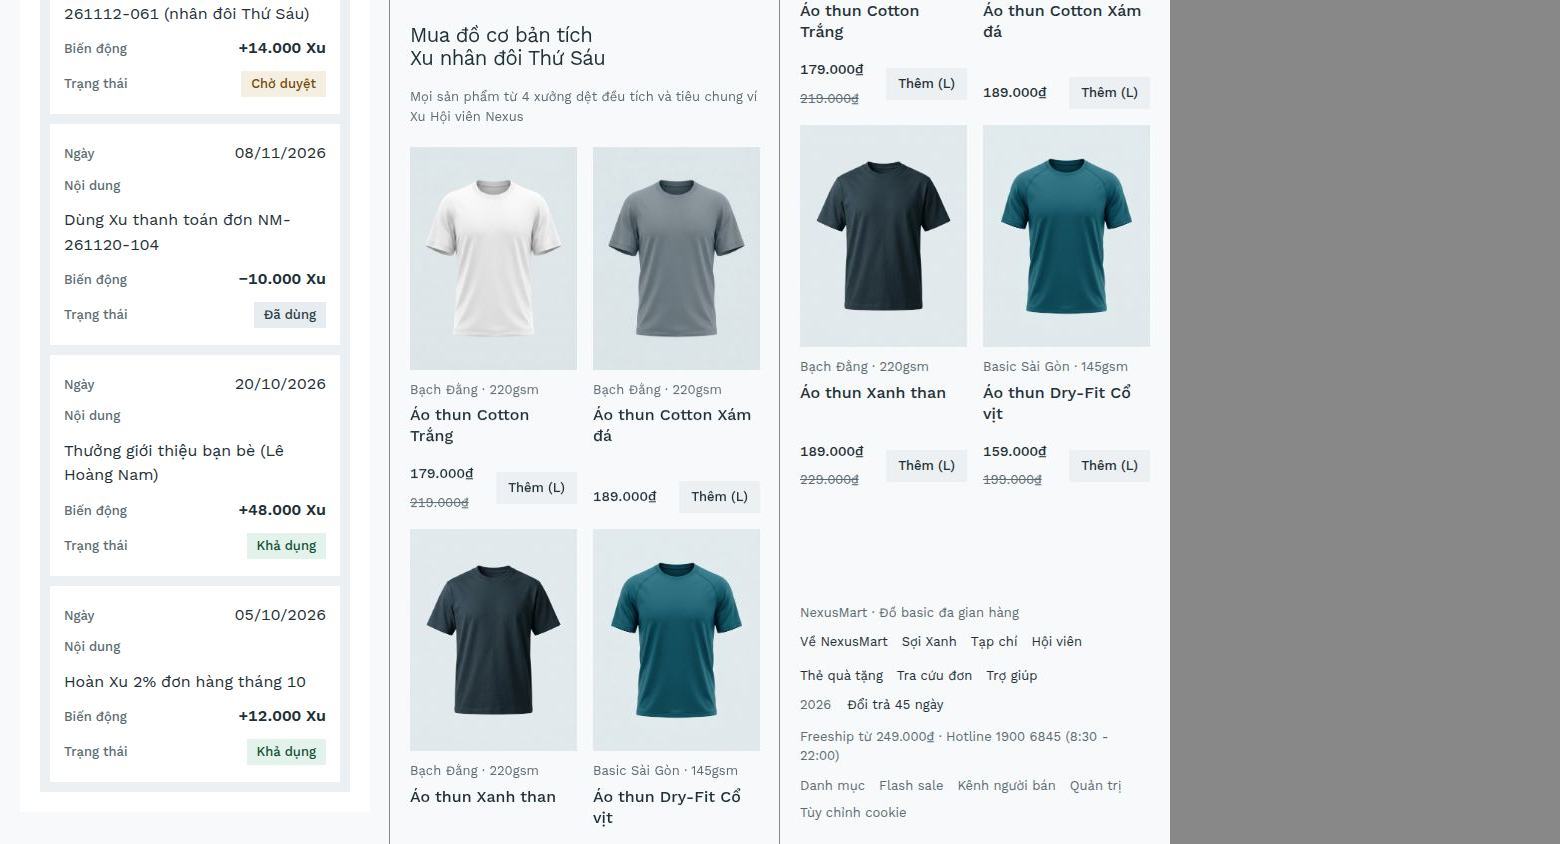 261112-061 (nhân đôi Thứ Sáu)
Biến động +14.000 Xu
Trạng thái Chờ duyệt
Ngày 08/11/2026
Nội dung
Dùng Xu thanh toán đơn NM-
261120-104
Biến động −10.000 Xu
Trạng thái Đã dùng
Ngày 20/10/2026
Nội dung
Thưởng giới thiệu bạn bè (Lê
Hoàng Nam)
Biến động +48.000 Xu
Trạng thái Khả dụng
Ngày 05/10/2026
Nội dung
Hoàn Xu 2% đơn hàng tháng 10
Biến động +12.000 Xu
Trạng thái Khả dụng
Mua đồ cơ bản tích
Xu nhân đôi Thứ Sáu
Mọi sản phẩm từ 4 xưởng dệt đều tích và tiêu chung ví
Xu Hội viên Nexus
Bạch Đằng · 220gsm
Áo thun Cotton
Trắng
179.000₫
219.000₫
Thêm (L)
Bạch Đằng · 220gsm
Áo thun Cotton Xám
đá
189.000₫
Thêm (L)
Bạch Đằng · 220gsm
Áo thun Xanh than
Basic Sài Gòn · 145gsm
Áo thun Dry-Fit Cổ
vịt
Áo thun Cotton
Trắng
179.000₫
219.000₫
Thêm (L)
Áo thun Cotton Xám
đá
189.000₫
Thêm (L)
Bạch Đằng · 220gsm
Áo thun Xanh than
189.000₫
229.000₫
Thêm (L)
Basic Sài Gòn · 145gsm
Áo thun Dry-Fit Cổ
vịt
159.000₫
199.000₫
Thêm (L)
NexusMart · Đồ basic đa gian hàng
Về NexusMart Sợi Xanh Tạp chí Hội viên
Thẻ quà tặng Tra cứu đơn Trợ giúp
2026 Đổi trả 45 ngày
Freeship từ 249.000₫ · Hotline 1900 6845 (8:30 -
22:00)
Danh mục Flash sale Kênh người bán Quản trị
Tùy chỉnh cookie